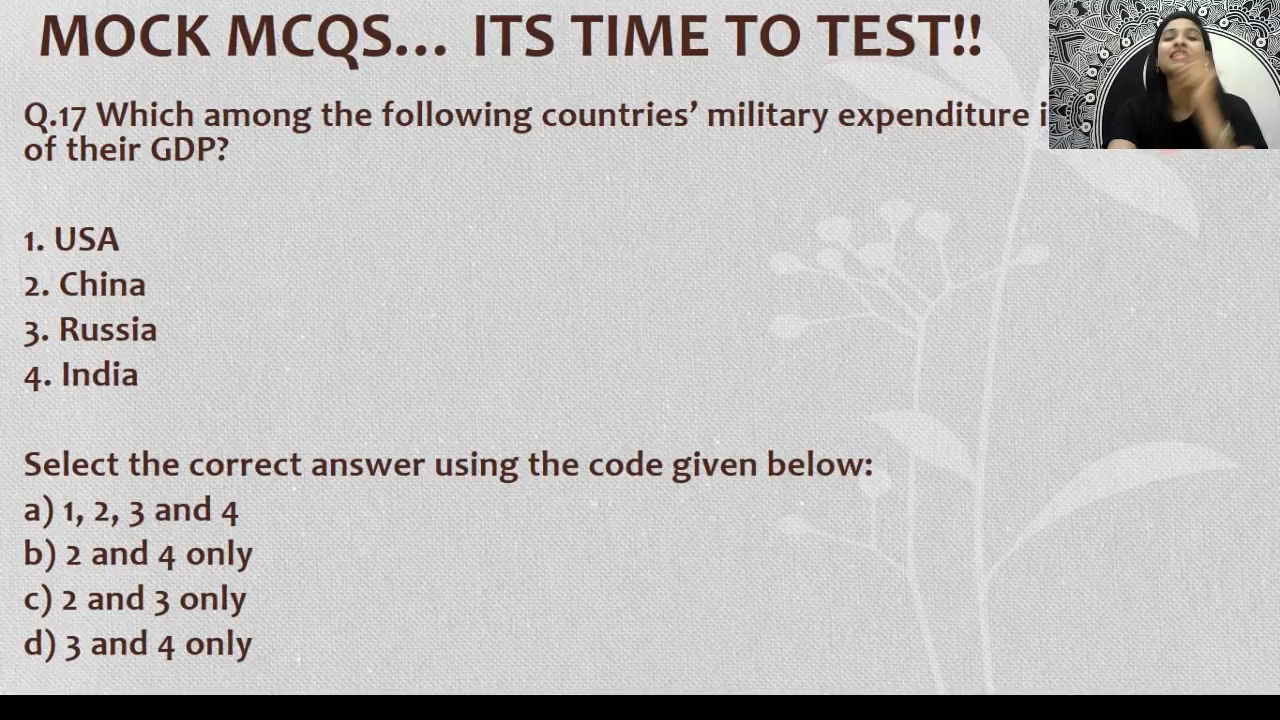 MOCK MCQS... ITS TIME TO TEST!!
Q.17 Which among the following countries’ military expenditure
of their GDP?
1. USA
2. China
3. Russia
4. India
Select the correct answer using the code given below:
a) 1, 2, 3 and 4
b) 2 and 4 only
c) 2 and 3 only
d) 3 and 4 only